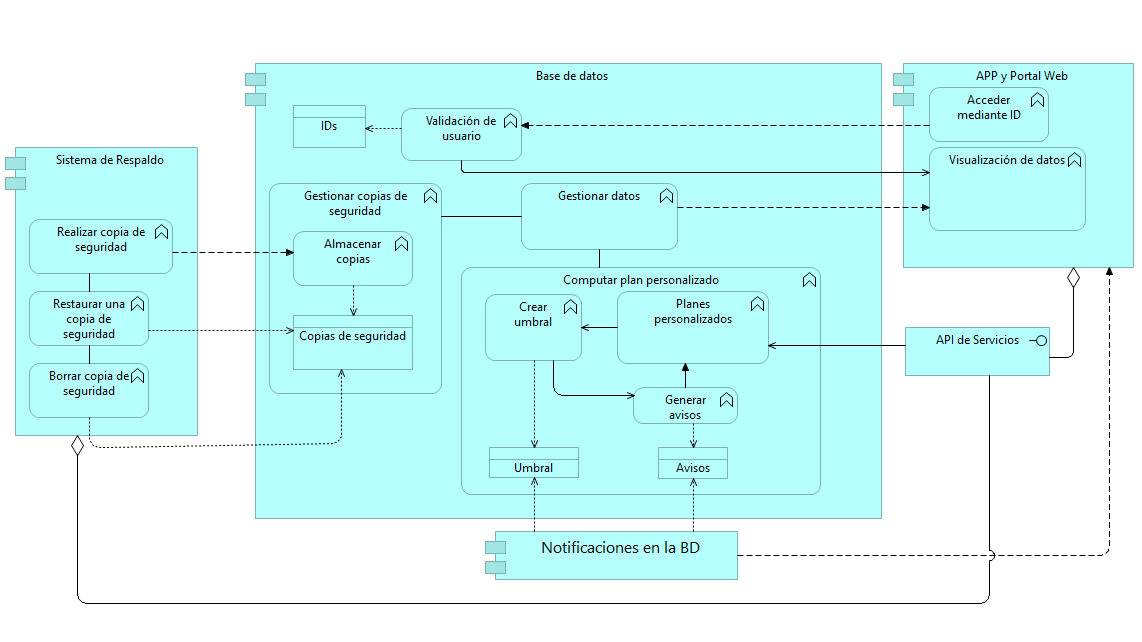 Base de datos
APP y Portal Web
Acceder
mediante ID
IDs
Validación de
usuario
Visualización de datos
Sistema de Respaldo
Gestionar copias de
seguridad
Gestionar datos
Realizar copia de
seguridad
Almacenar
copias
Computar plan personalizado
Restaurar una
copia de
seguridad
Copias de seguridad
Crear
umbral
Planes
personalizados
API de Servicios
Borrar copia de
seguridad
Generar
avisos
Umbral
Avisos
Notificaciones en la BD